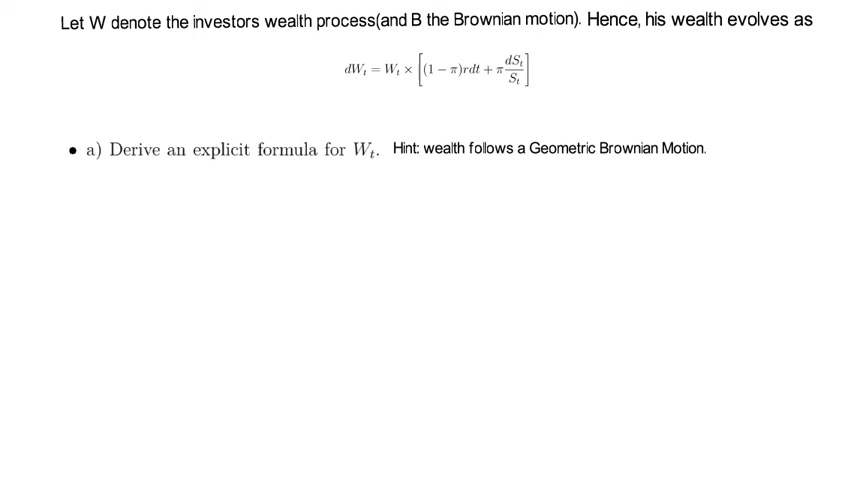 Let W denote the investors wealth process(and B the Brownian motion). Hence, his wealth evolves as
dW_t = W_t × [(1 − π)rdt + π dS_t/S_t]
• a) Derive an explicit formula for W_t. Hint: wealth follows a Geometric Brownian Motion.